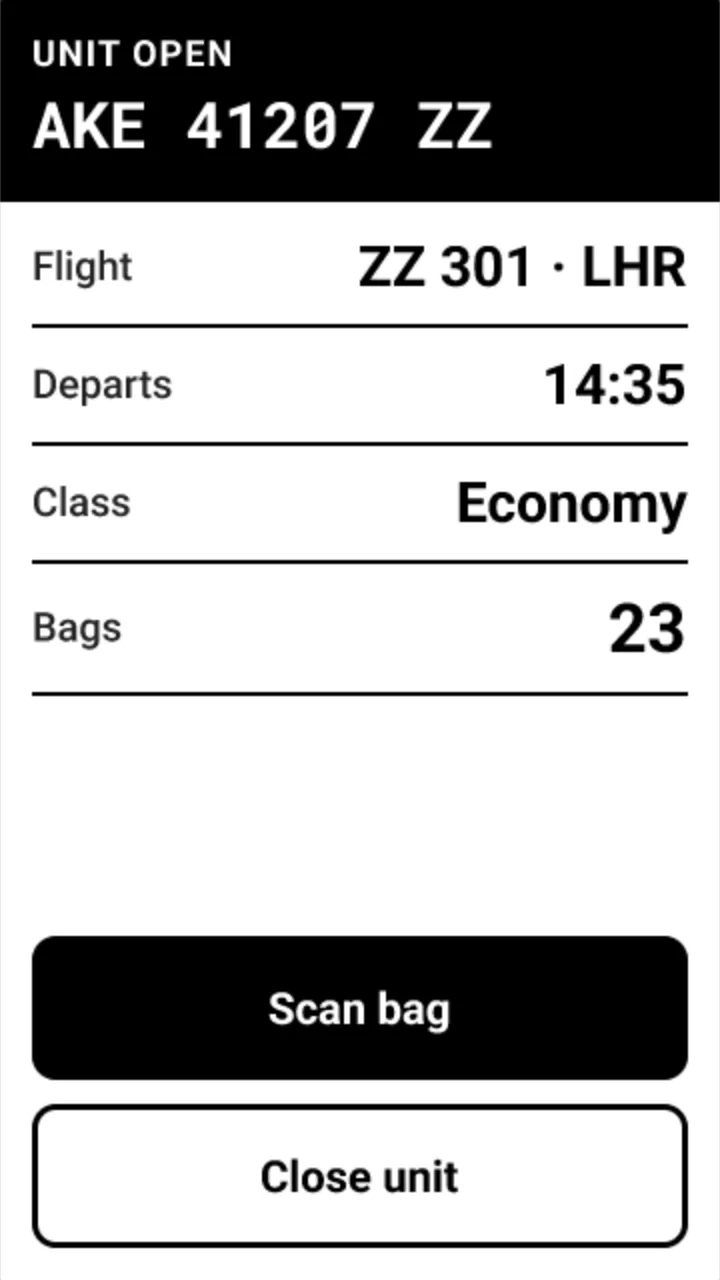 UNIT OPEN
AKE 41207 ZZ
Flight ZZ 301 · LHR
Departs 14:35
Class Economy
Bags 23
Scan bag
Close unit